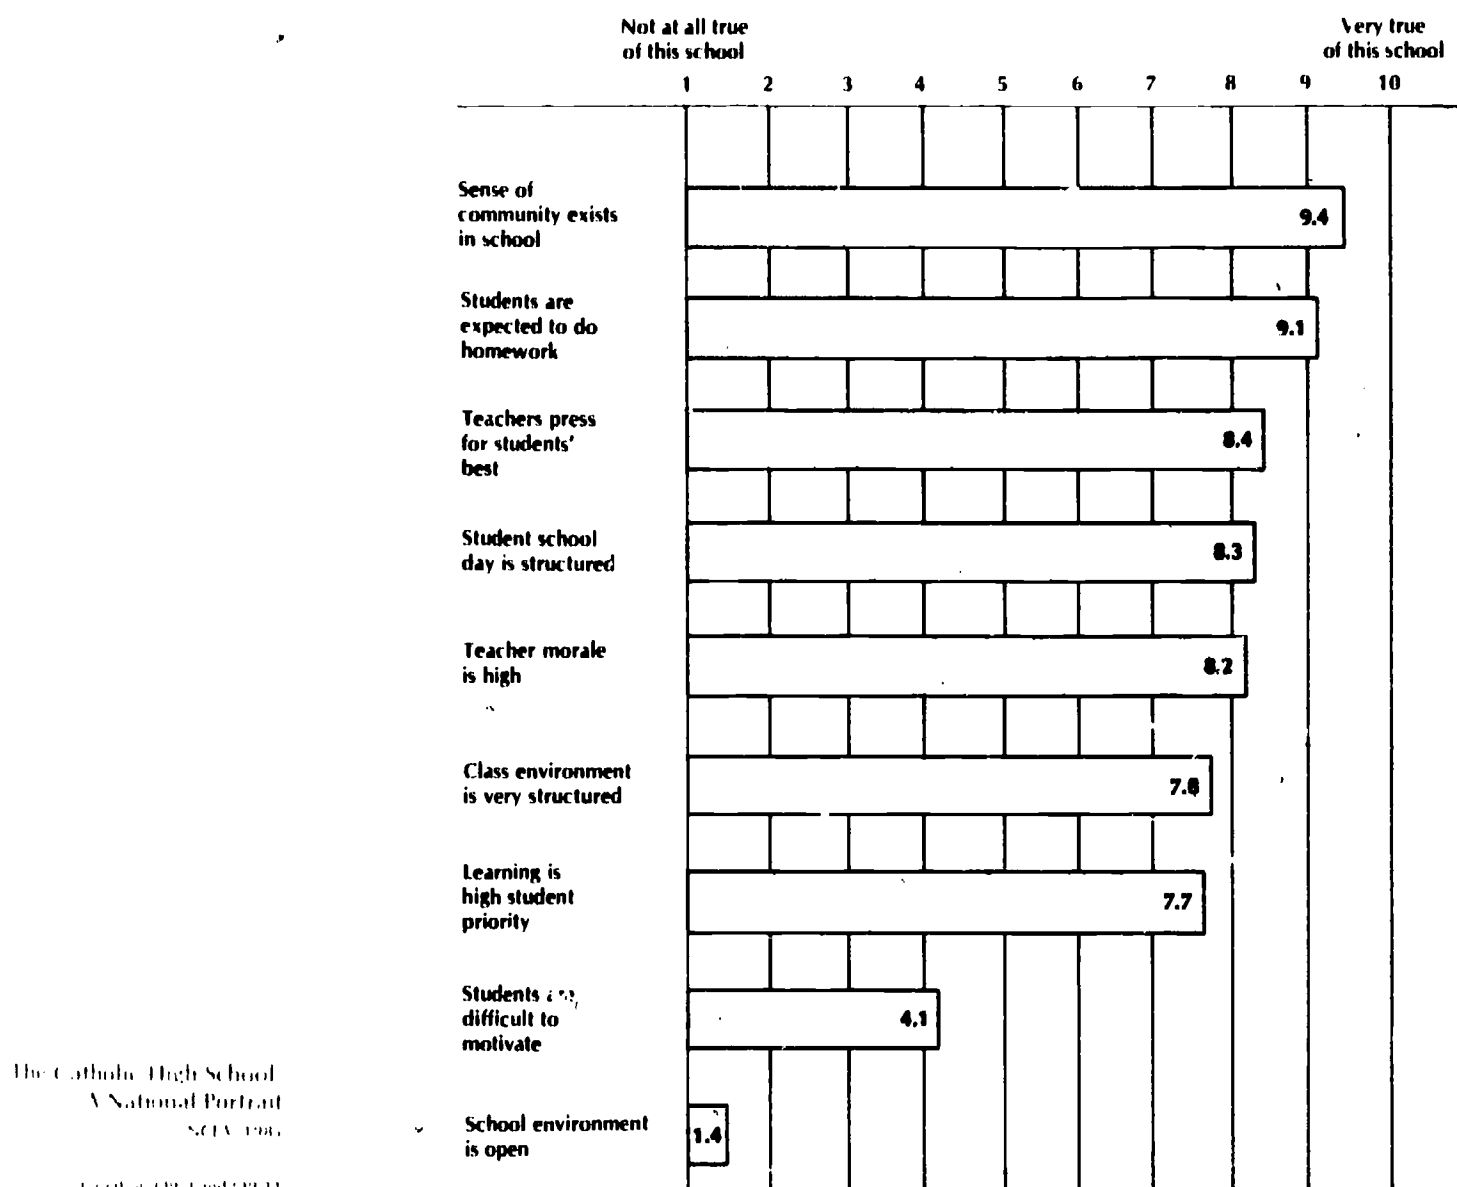 Not at all true
of this school
Very true
of this school
1 2 3 4 5 6 7 8 9 10
Sense of
community exists
in school
9.4
Students are
expected to do
homework
9.1
Teachers press
for students'
best
8.4
Student school
day is structured
8.3
Teacher morale
is high
8.2
Class environment
is very structured
7.8
Learning is
high student
priority
7.7
Students are
difficult to
motivate
4.1
School environment
is open
1.4
The Catholic High School
A National Portrait